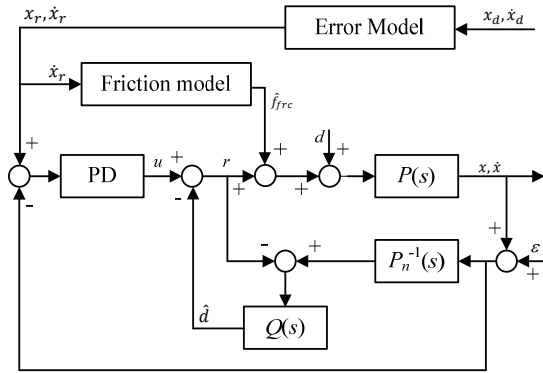 x_r, ẋ_r
Error Model
x_d, ẋ_d
ẋ_r
Friction model
f̂_frc
+
+
d
+
PD
u
+
r
+
+
P(s)
x, ẋ
-
-
-
+
P_n^{-1}(s)
+
ε
+
d̂
Q(s)